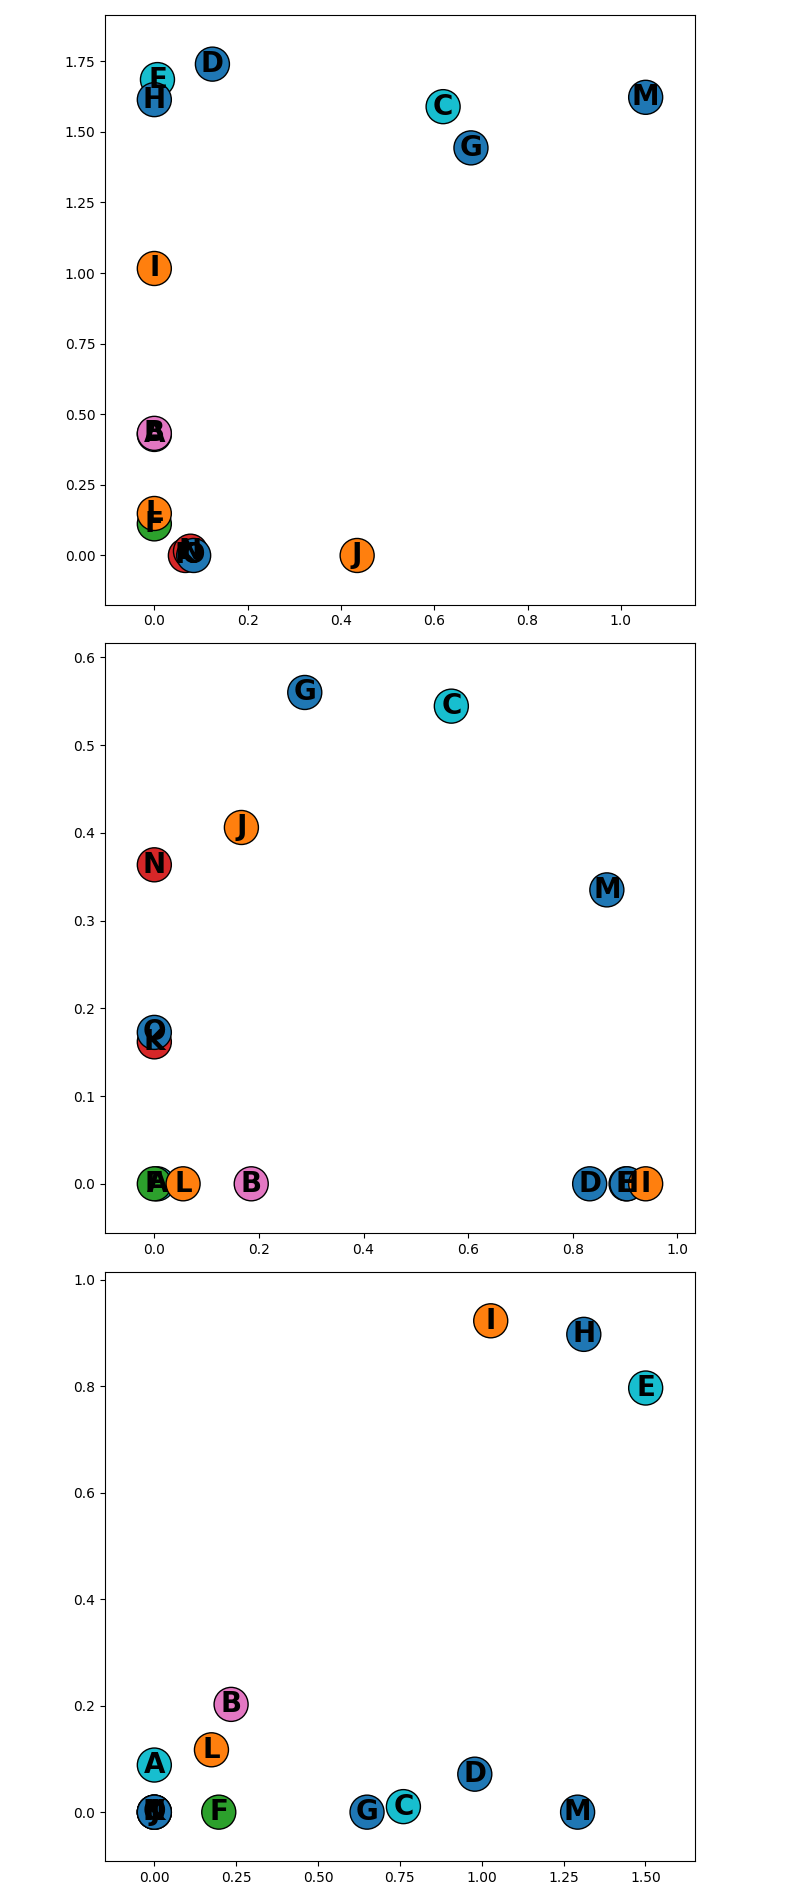 1.75
E D
H C M
1.50 G
1.25
1.00 I
0.75
0.50
B
A
0.25
L
F
0.00 N J
0.0 0.2 0.4 0.6 0.8 1.0
0.6
G C
0.5
0.4 J
N M
0.3
0.2
O
K
0.1
0.0 A L B D H I
0.0 0.2 0.4 0.6 0.8 1.0
1.0
I H
0.8 E
0.6
0.4
0.2 B
L
A D
0.0 F G C M
0.00 0.25 0.50 0.75 1.00 1.25 1.50